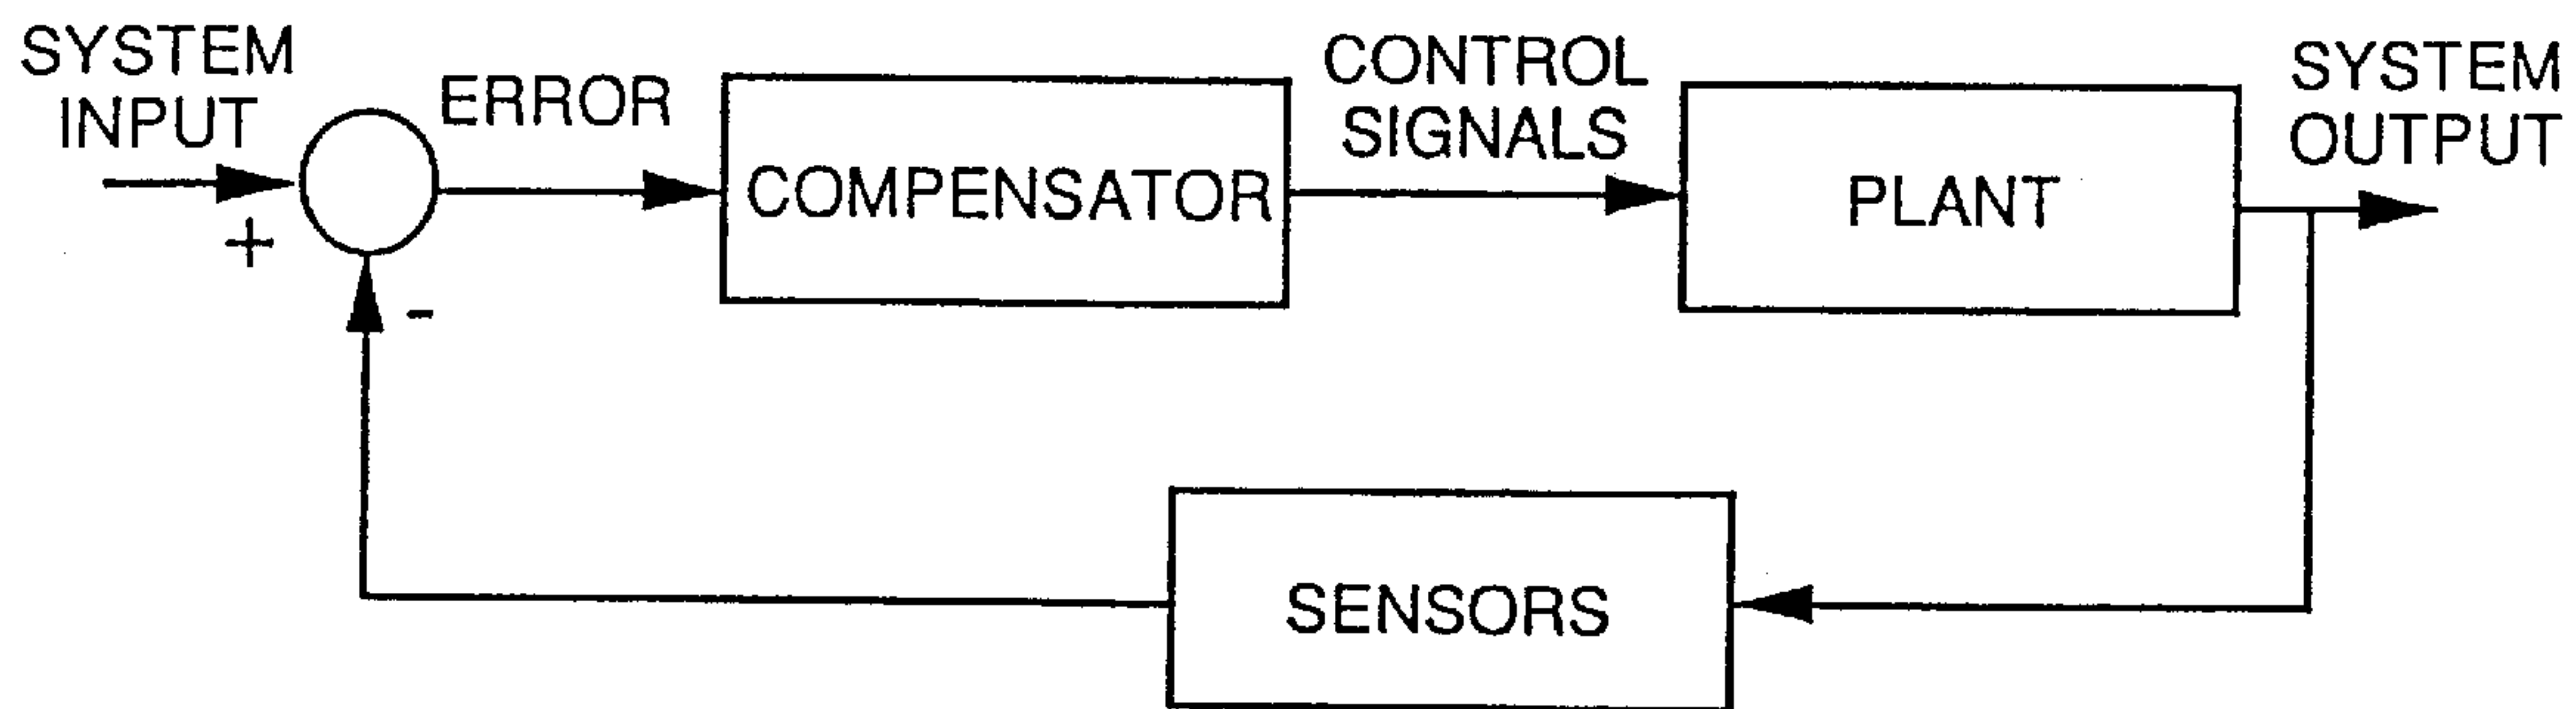 SYSTEM
INPUT
+
-
ERROR
COMPENSATOR
CONTROL
SIGNALS
PLANT
SYSTEM
OUTPUT
SENSORS